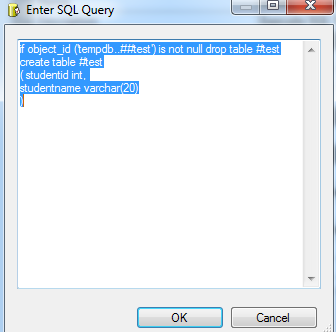 Enter SQL Query
if object_id ('tempdb..##test') is not null drop table #test
create table #test
( studentid int,
studentname varchar(20)
)
OK Cancel